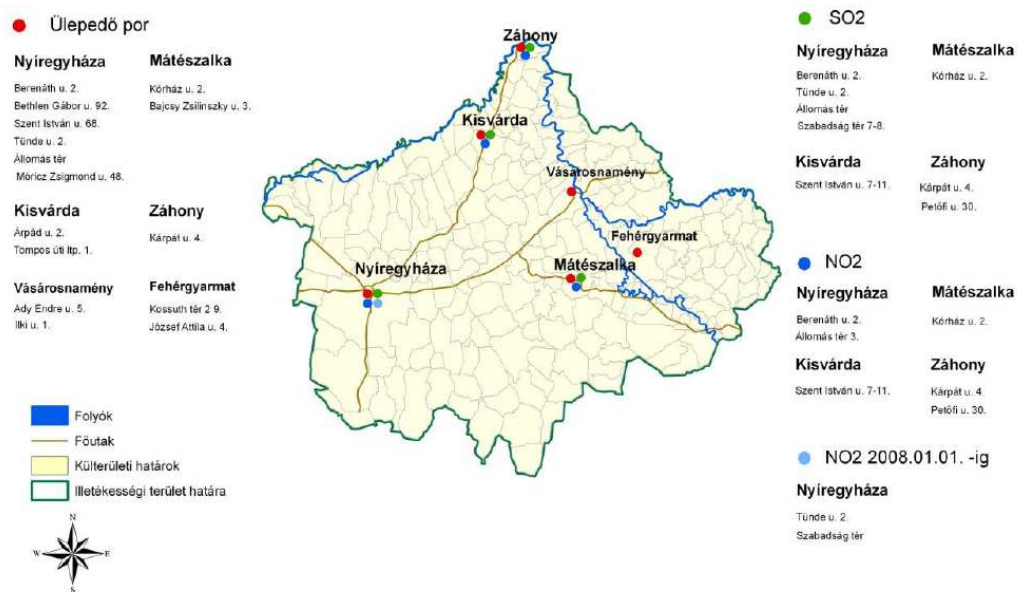 Ülepedő por
Nyíregyháza
Berenáth u. 2.
Bethlen Gábor u. 92.
Szent István u. 68.
Tünde u. 2.
Állomás tér
Móricz Zsigmond u. 48.
Mátészalka
Kórház u. 2.
Bajcsy Zsilinszky u. 3.
Kisvárda
Árpád u. 2.
Tompos úti ltp. 1.
Záhony
Kárpát u. 4.
Vásárosnamény
Ady Endre u. 5.
Ilki u. 1.
Fehérgyarmat
Kossuth tér 2 9.
József Attila u. 4.
Folyók
Főutak
Külterületi határok
Illetékességi terület határa
N
W E
S
Záhony
Kisvárda
Vásárosnamény
Fehérgyarmat
Nyíregyháza
Mátészalka
SO2
Nyíregyháza
Berenáth u. 2.
Tünde u. 2.
Állomás tér
Szabadság tér 7-8.
Mátészalka
Kórház u. 2.
Kisvárda
Szent István u. 7-11.
Záhony
Kárpát u. 4.
Petőfi u. 30.
NO2
Nyíregyháza
Berenáth u. 2.
Állomás tér 3.
Mátészalka
Kórház u. 2.
Kisvárda
Szent István u. 7-11.
Záhony
Kárpát u. 4.
Petőfi u. 30.
NO2 2008.01.01. -ig
Nyíregyháza
Tünde u. 2.
Szabadság tér